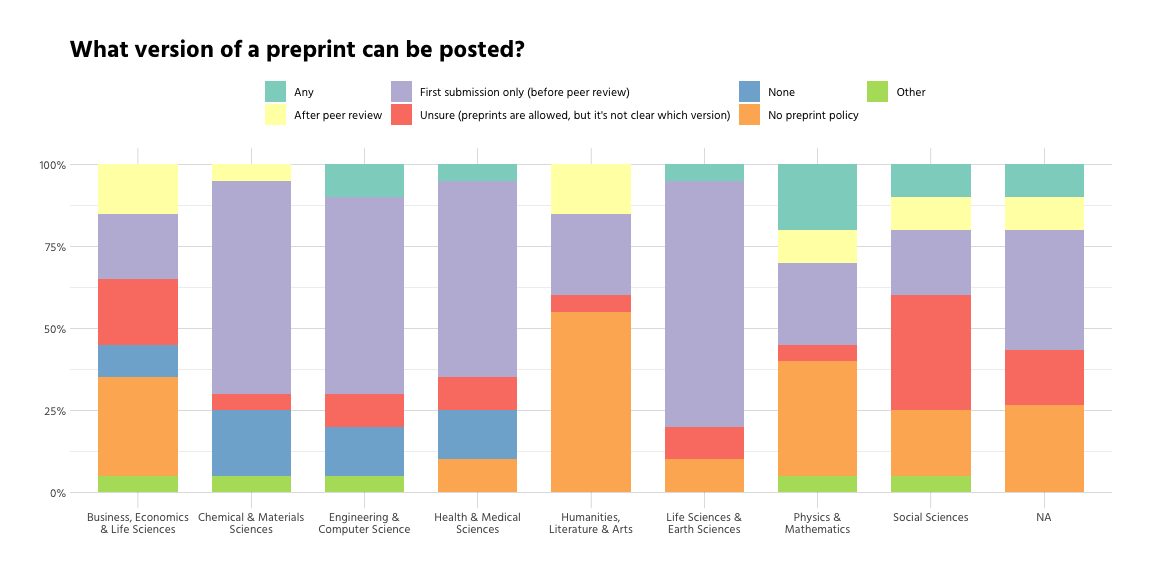 What version of a preprint can be posted?
Any
First submission only (before peer review)
None
Other
After peer review
Unsure (preprints are allowed, but it's not clear which version)
No preprint policy
100%
75%
50%
25%
0%
Business, Economics
& Life Sciences
Chemical & Materials
Sciences
Engineering &
Computer Science
Health & Medical
Sciences
Humanities,
Literature & Arts
Life Sciences &
Earth Sciences
Physics &
Mathematics
Social Sciences
NA